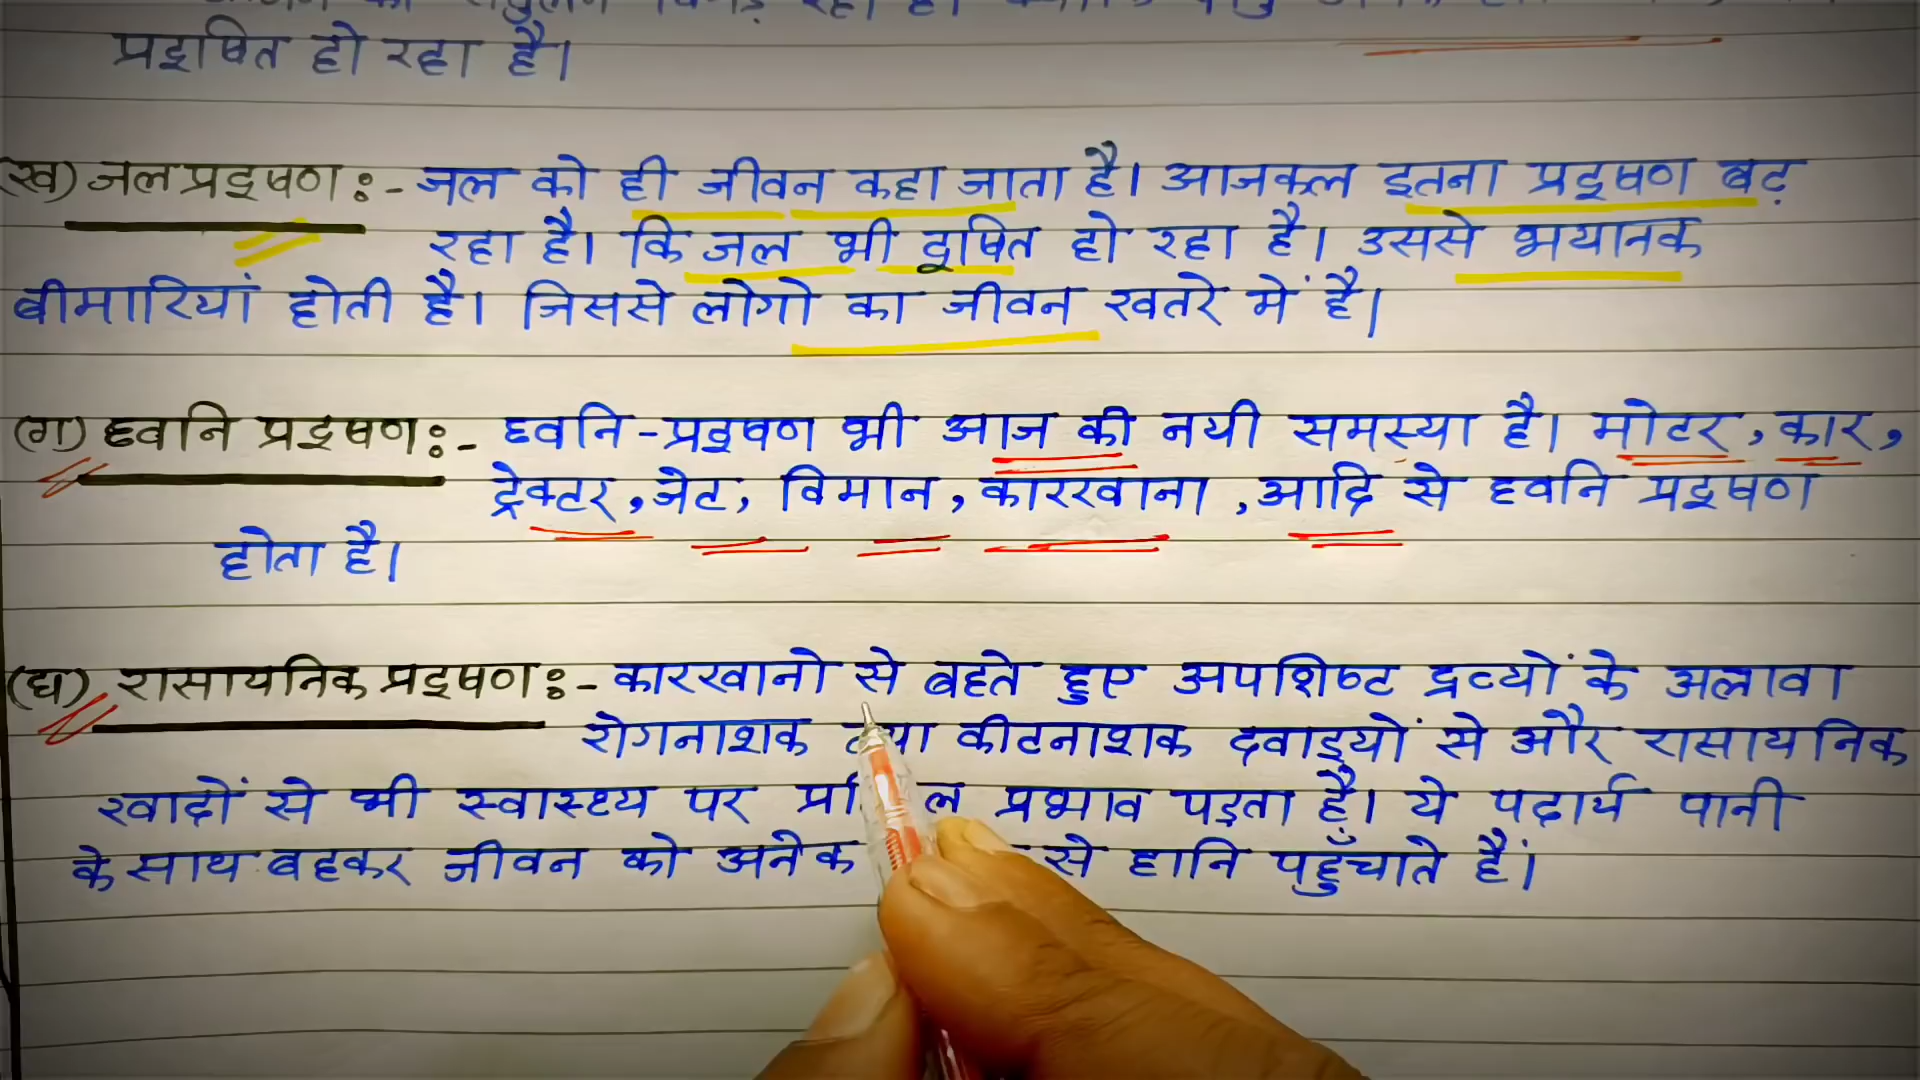 प्रदूषित हो रहा है।
(ख) जल प्रदूषण :- जल को ही जीवन कहा जाता है। आजकल इतना प्रदूषण बढ़
रहा है। कि जल भी दूषित हो रहा है। उससे भयानक
बीमारियां होती है। जिससे लोगो का जीवन खतरे में है।
(ग) ध्वनि प्रदूषण :- ध्वनि-प्रदूषण भी आज की नयी समस्या है। मोटर, कार,
ट्रेक्टर, जेट, विमान, कारखाना, आदि से ध्वनि प्रदूषण
होता है।
(घ) रासायनिक प्रदूषण :- कारखानो से बहते हुए अपशिष्ट द्रव्यों के अलावा
रोगनाशक तथा कीटनाशक दवाइयों से और रासायनिक
खादों से भी स्वास्थ्य पर प्रभाव पड़ता है। ये पदार्थ पानी
के साथ बहकर जीवन को अनेक से हानि पहुँचाते हैं।